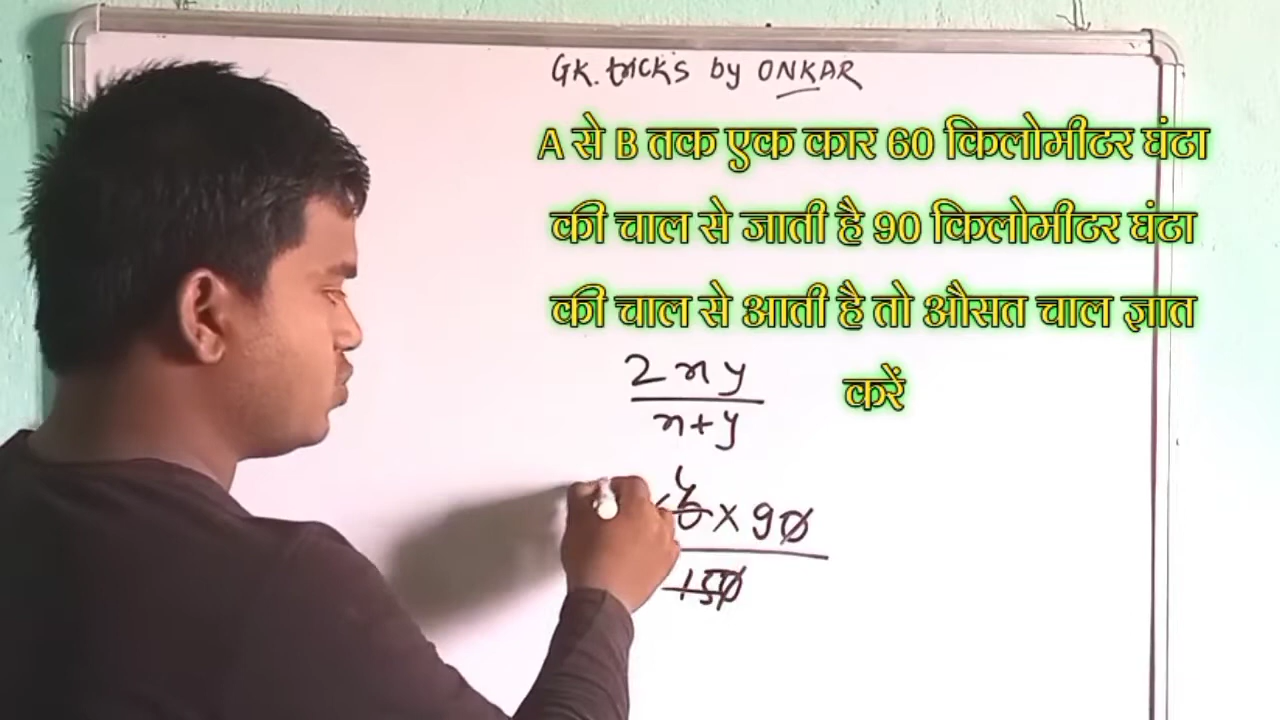 GK. tricks by ONKAR
A से B तक एक कार 60 किलोमीटर घंटा
की चाल से जाती है 90 किलोमीटर घंटा
की चाल से आती है तो औसत चाल ज्ञात
करें
2xy
x+y
× 90
150